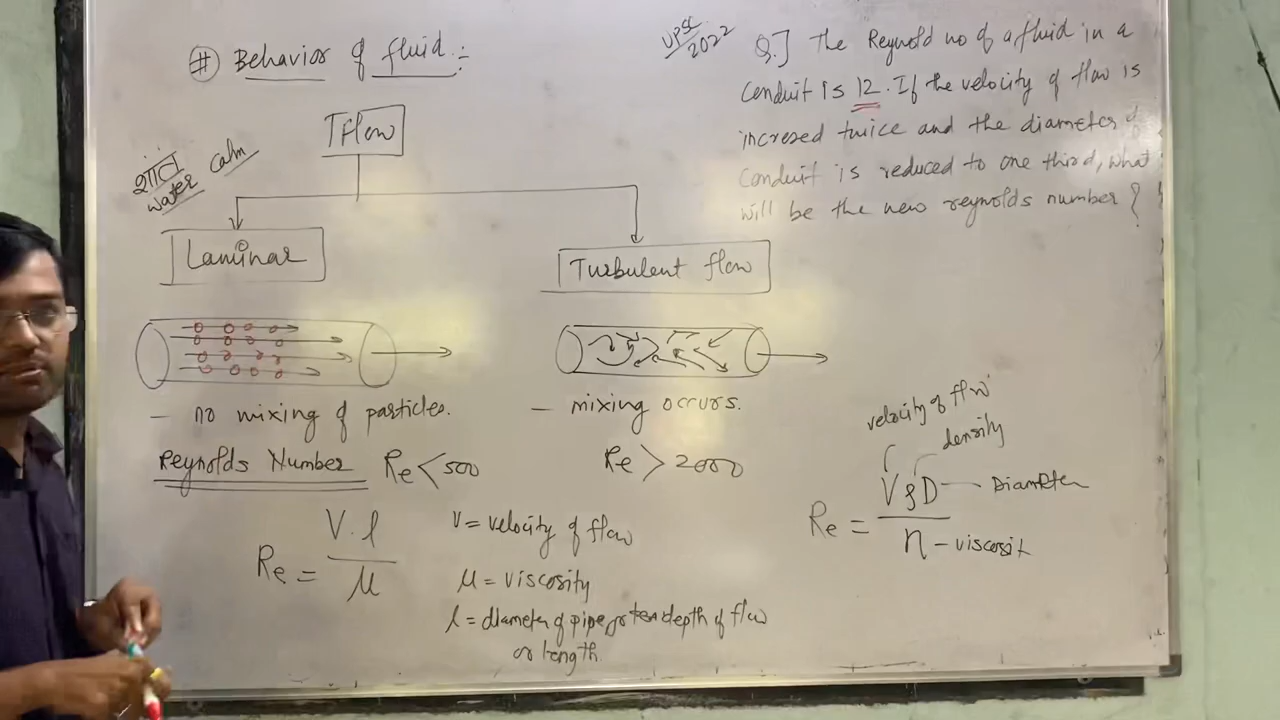 # Behavior of fluid :-
Tflow
शांत
water calm
Laminar
Turbulent flow
- no mixing of particles.
- mixing occurs.
Reynolds Number Re < 500
Re > 2000
Re = V.l / μ
V = velocity of flow
μ = viscosity
l = diameter of pipe or depth of flow
or length.
UPSC 2022
Q.] The Reynold no of a fluid in a
conduit is 12. If the velocity of flow is
incresed twice and the diameter of
conduit is reduced to one third, what
will be the new reynolds number ?
velocity of flw
density
Re = VρD / η
Diameter
- viscosit